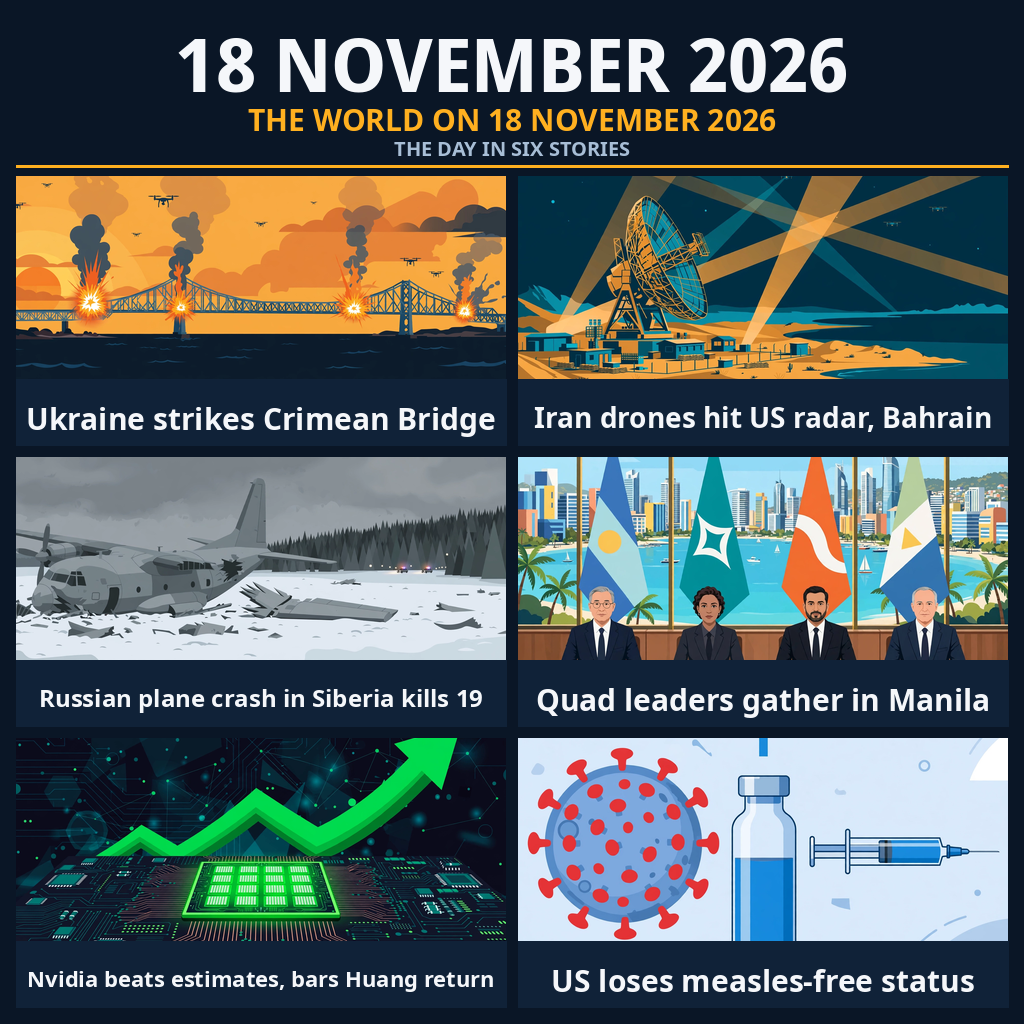 18 NOVEMBER 2026
THE WORLD ON 18 NOVEMBER 2026
THE DAY IN SIX STORIES
Ukraine strikes Crimean Bridge
Iran drones hit US radar, Bahrain
Russian plane crash in Siberia kills 19
Quad leaders gather in Manila
Nvidia beats estimates, bars Huang return
US loses measles-free status